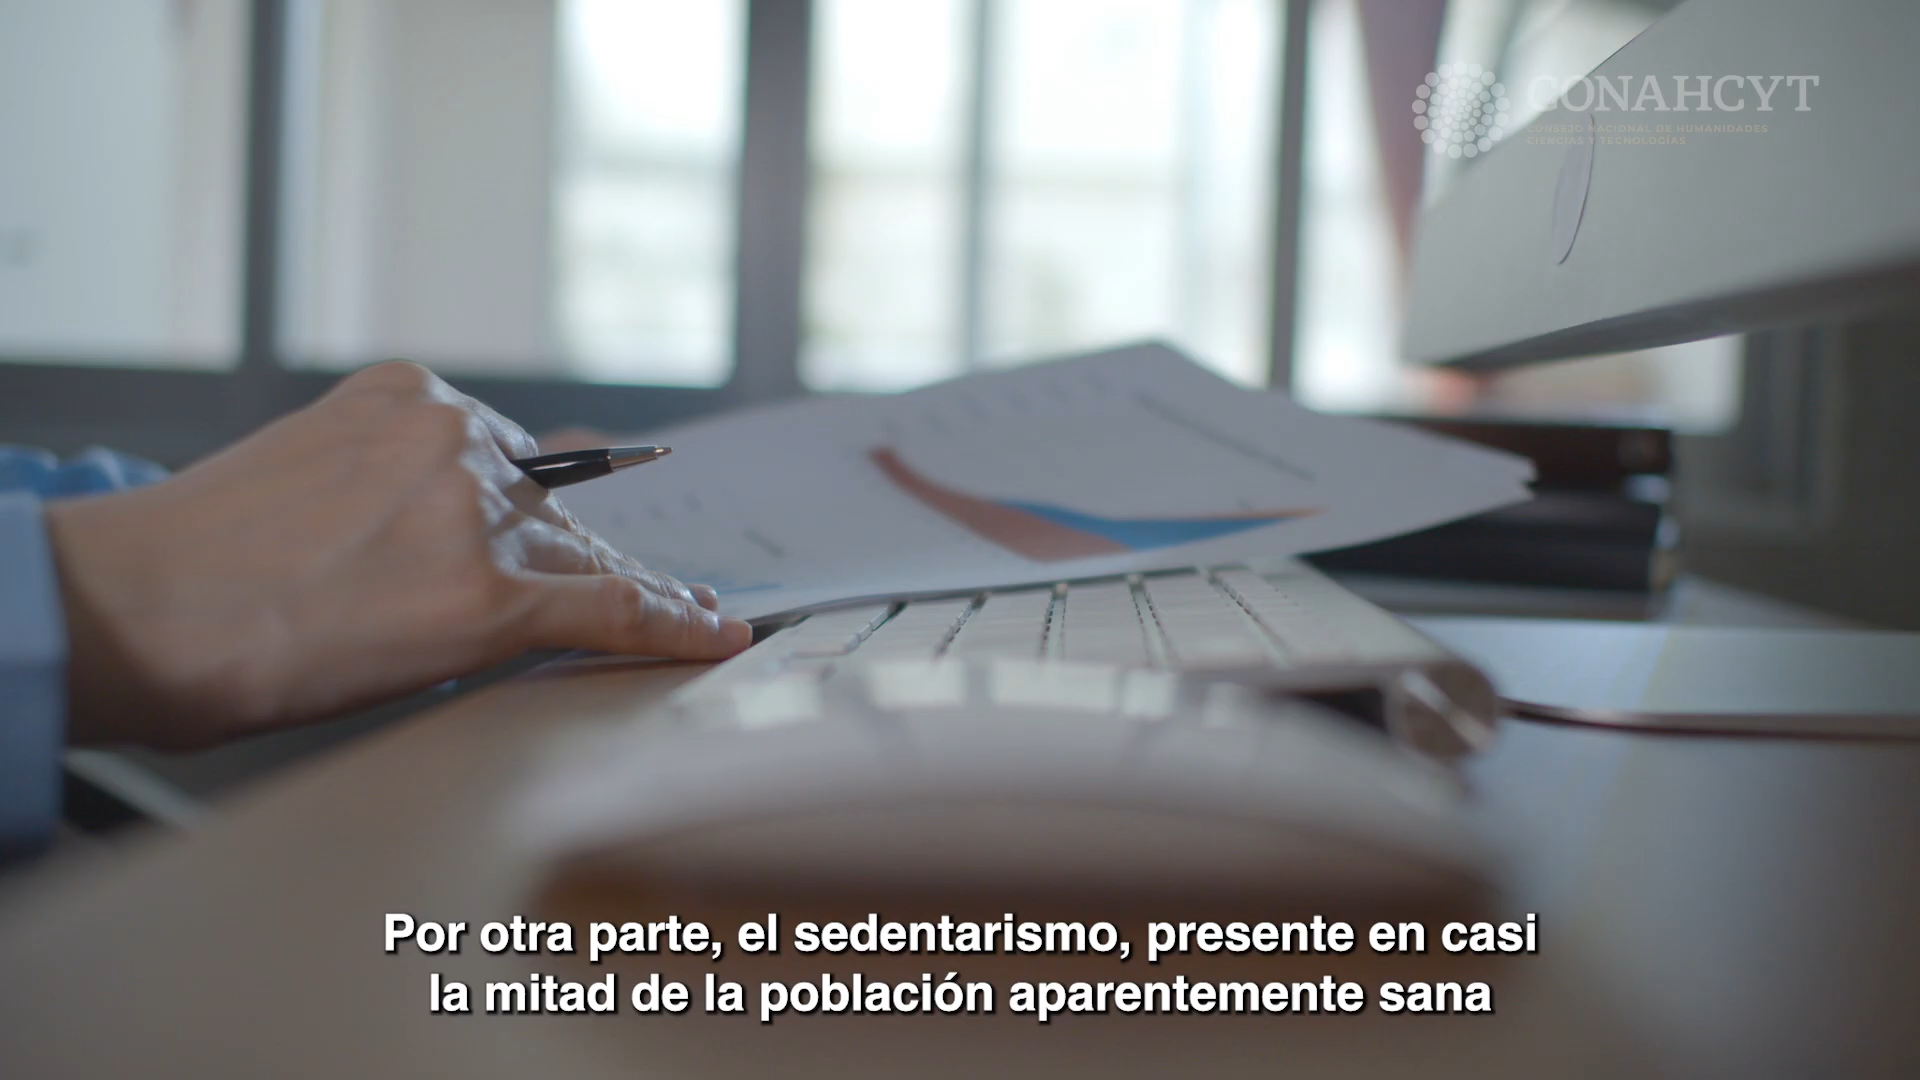 CONAHCYT
CONSEJO NACIONAL DE HUMANIDADES
CIENCIAS Y TECNOLOGÍAS
Por otra parte, el sedentarismo, presente en casi
la mitad de la población aparentemente sana